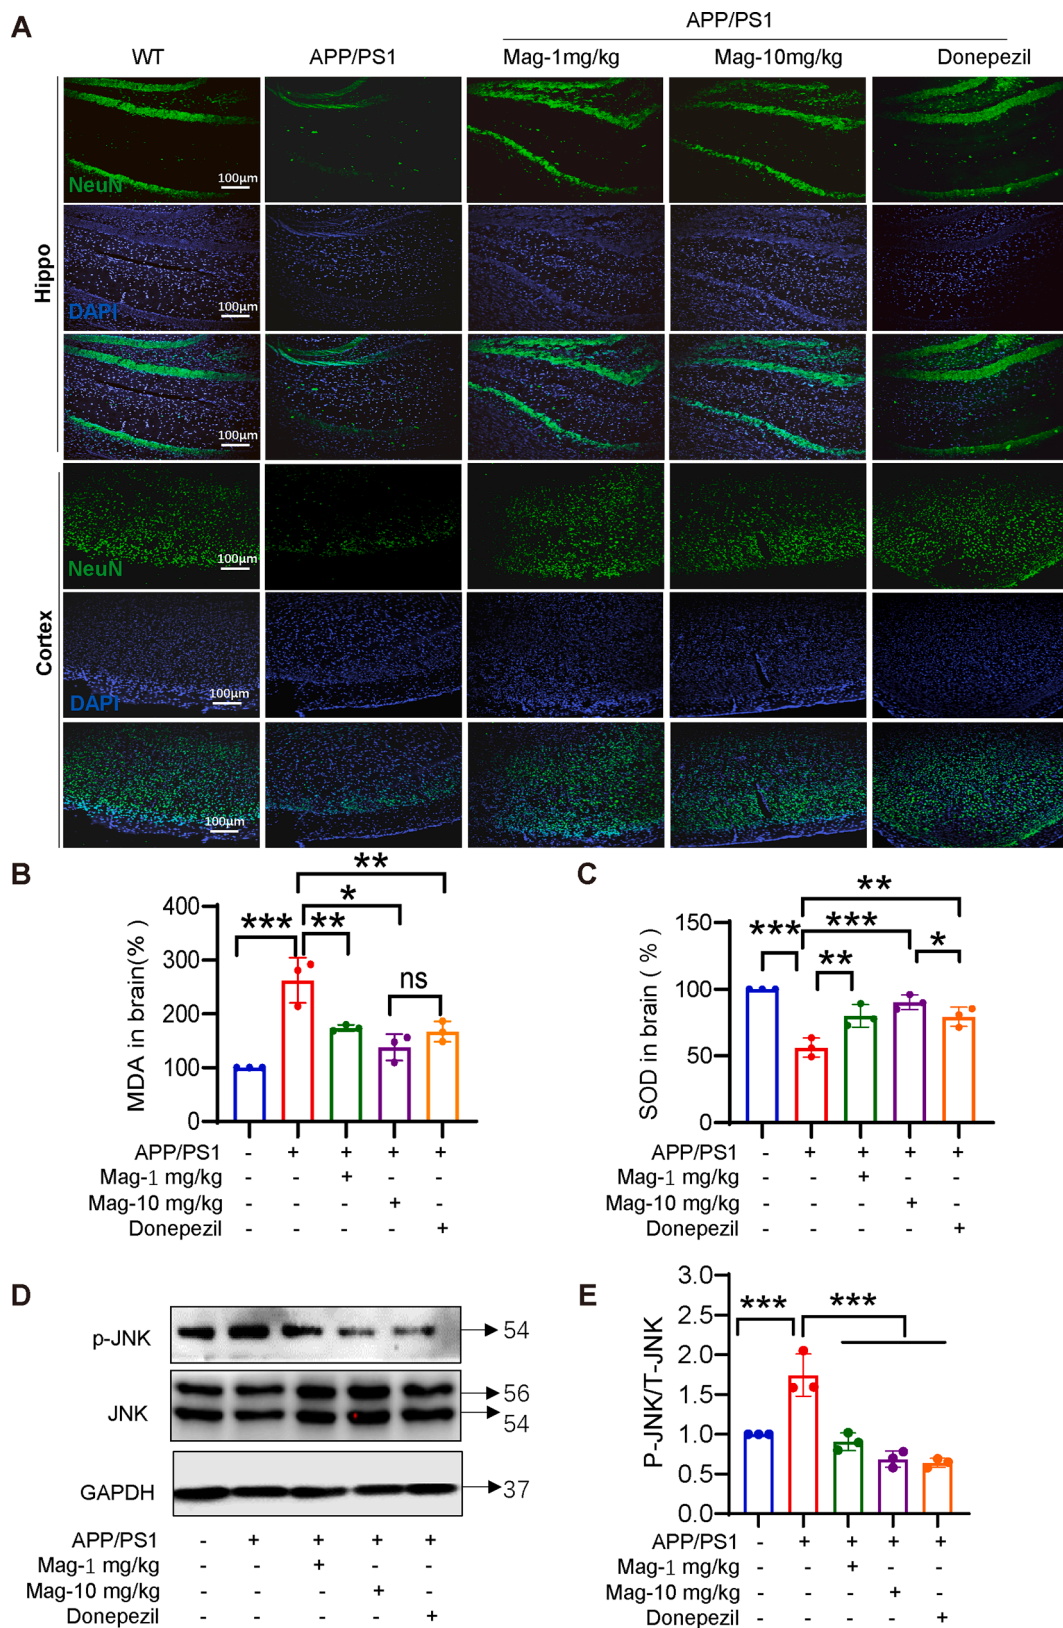 A
APP/PS1
WT APP/PS1 Mag-1mg/kg Mag-10mg/kg Donepezil
Hippo
NeuN 100μm
DAPI 100μm
100μm
Cortex
NeuN 100μm
DAPI 100μm
100μm
B
MDA in brain(%)
400
300
200
100
0
***
**
*
**
ns
APP/PS1 - + + + +
Mag-1 mg/kg - - + - -
Mag-10 mg/kg - - - + -
Donepezil - - - - +
C
SOD in brain ( % )
150
100
50
0
***
**
***
**
*
APP/PS1 - + + + +
Mag-1 mg/kg - - + - -
Mag-10 mg/kg - - - + -
Donepezil - - - - +
D
p-JNK 54
JNK 56
54
GAPDH 37
APP/PS1 - + + + +
Mag-1 mg/kg - - + - -
Mag-10 mg/kg - - - + -
Donepezil - - - - +
E
P-JNK/T-JNK
3.0
2.5
2.0
1.5
1.0
0.5
0.0
***
***
APP/PS1 - + + + +
Mag-1 mg/kg - - + - -
Mag-10 mg/kg - - - + -
Donepezil - - - - +